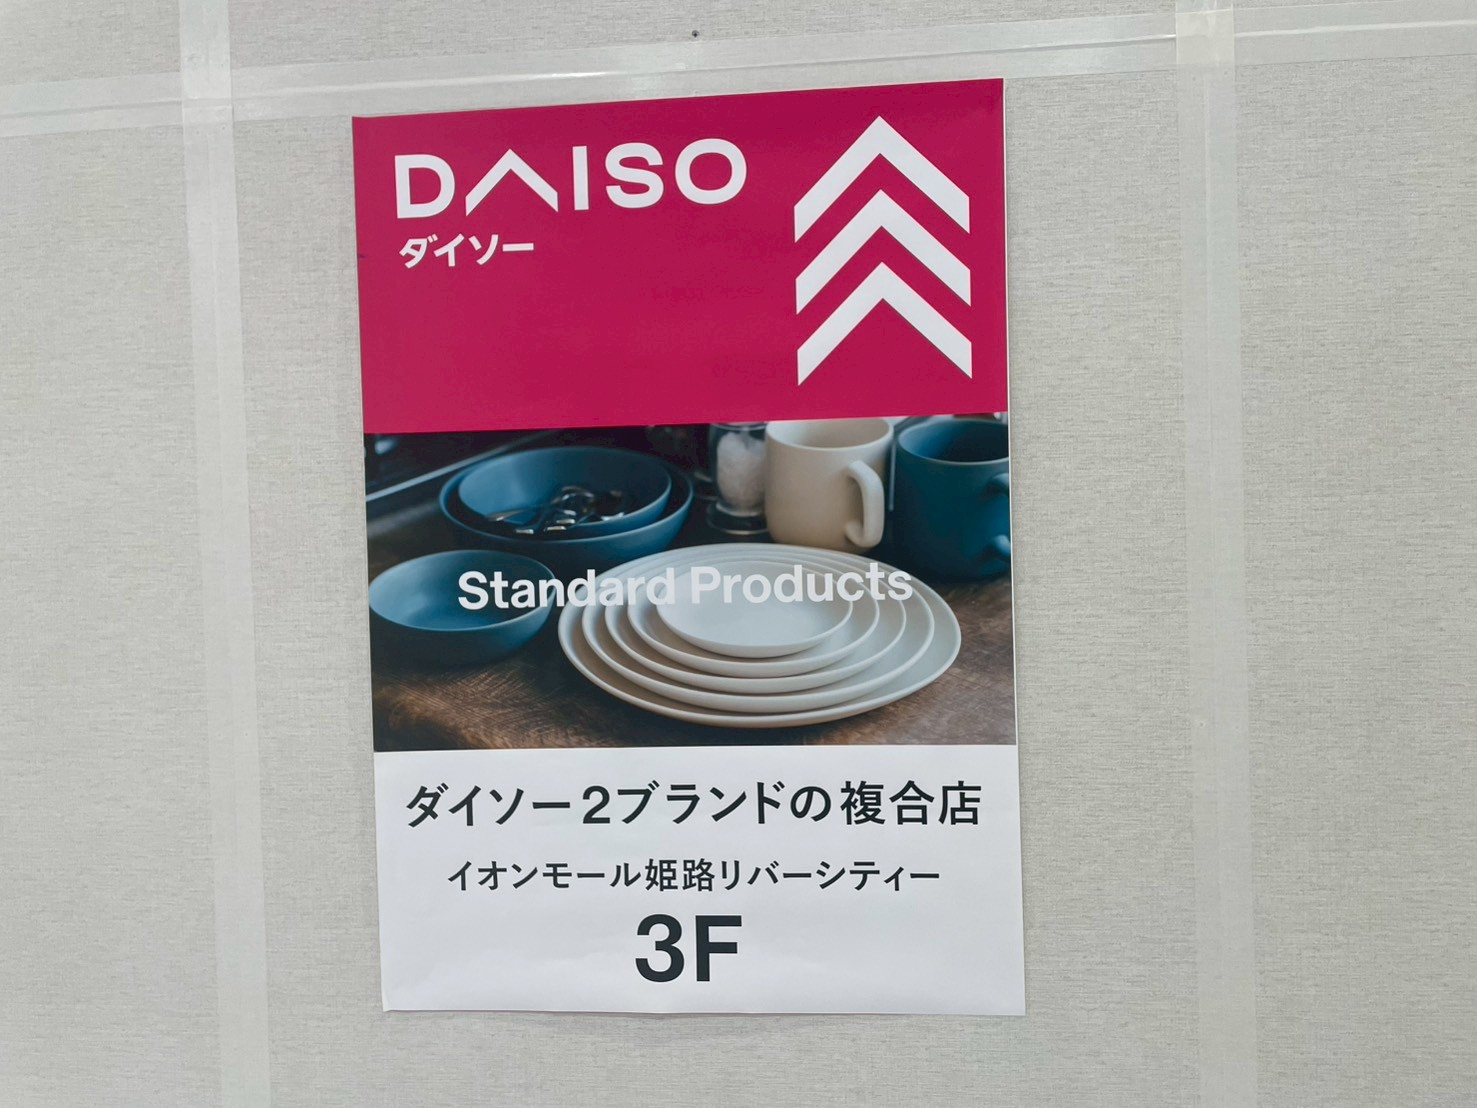 DAISO
ダイソー
Standard Products
ダイソー2ブランドの複合店
イオンモール姫路リバーシティー
3F